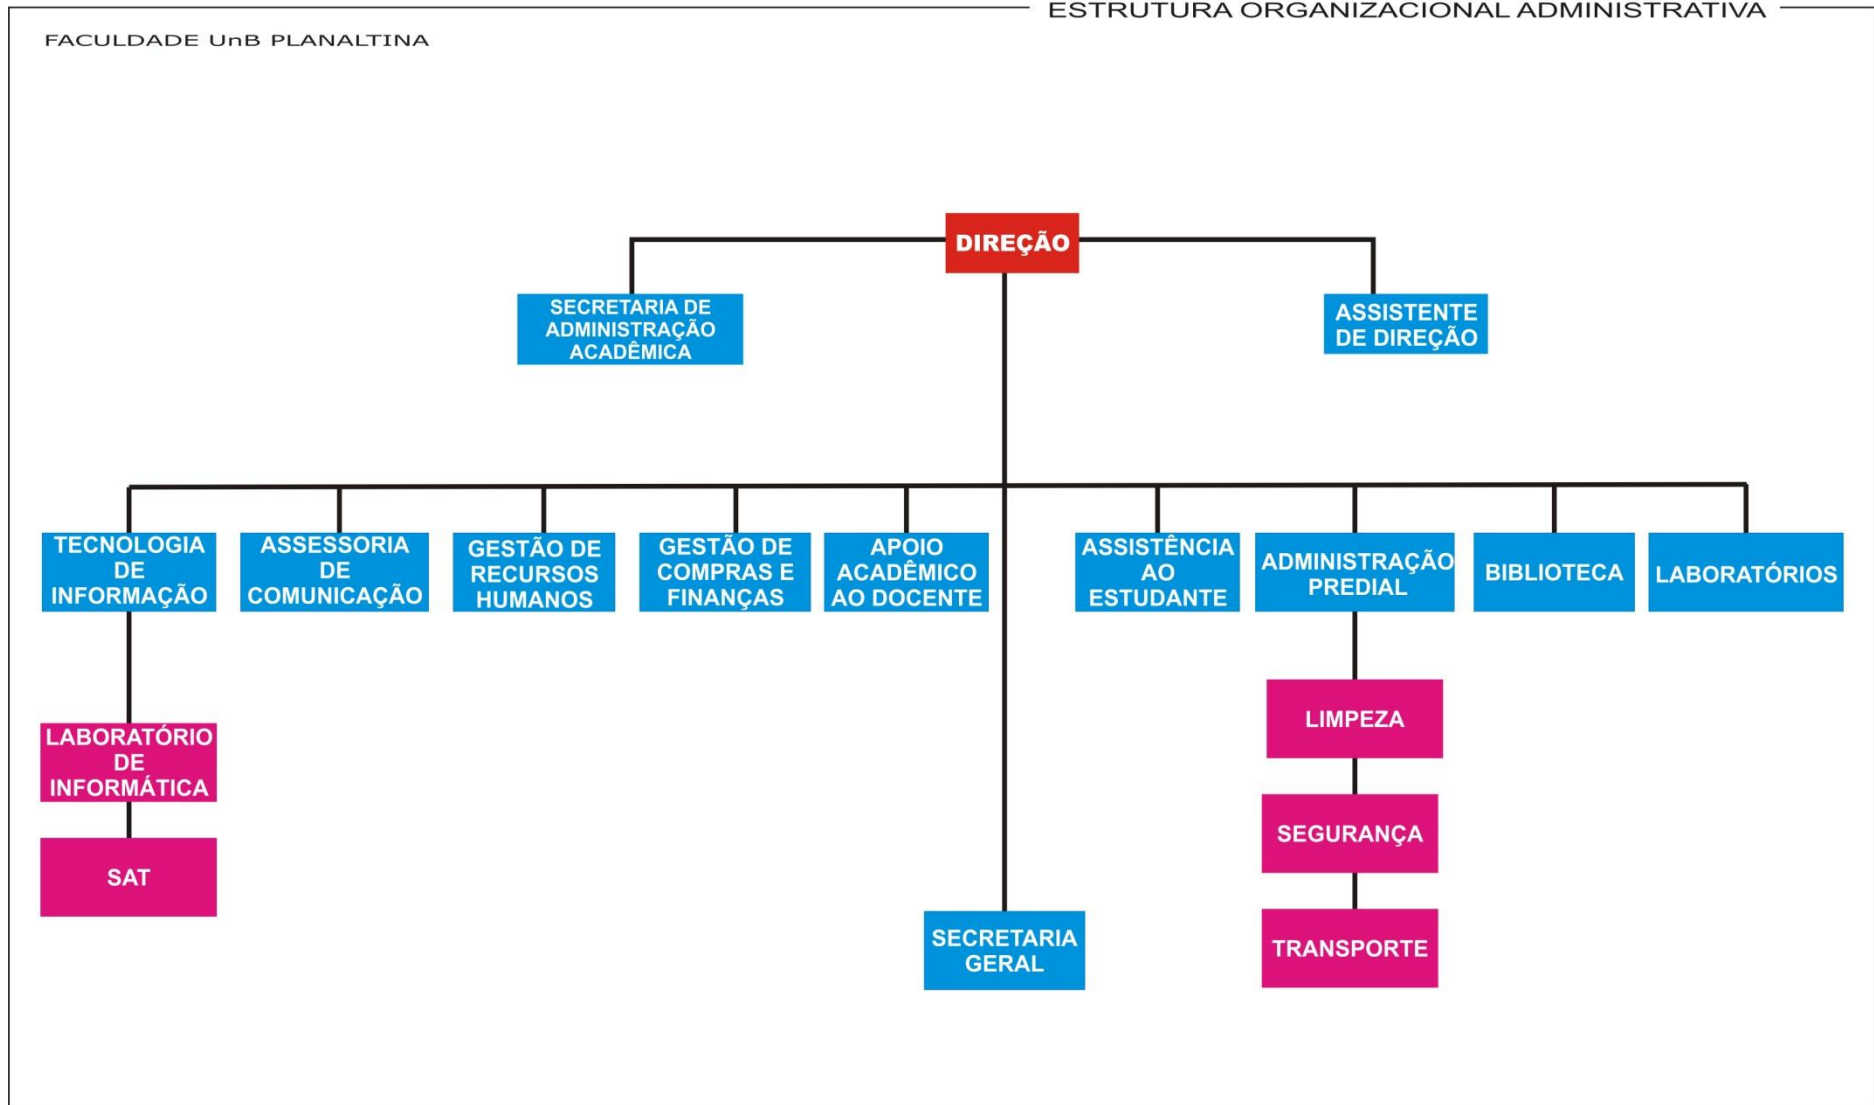 ESTRUTURA ORGANIZACIONAL ADMINISTRATIVA
FACULDADE UnB PLANALTINA
DIREÇÃO
SECRETARIA DE
ADMINISTRAÇÃO
ACADÊMICA
ASSISTENTE
DE DIREÇÃO
TECNOLOGIA
DE
INFORMAÇÃO
ASSESSORIA
DE
COMUNICAÇÃO
GESTÃO DE
RECURSOS
HUMANOS
GESTÃO DE
COMPRAS E
FINANÇAS
APOIO
ACADÊMICO
AO DOCENTE
ASSISTÊNCIA
AO
ESTUDANTE
ADMINISTRAÇÃO
PREDIAL
BIBLIOTECA
LABORATÓRIOS
LABORATÓRIO
DE
INFORMÁTICA
SAT
LIMPEZA
SEGURANÇA
TRANSPORTE
SECRETARIA
GERAL